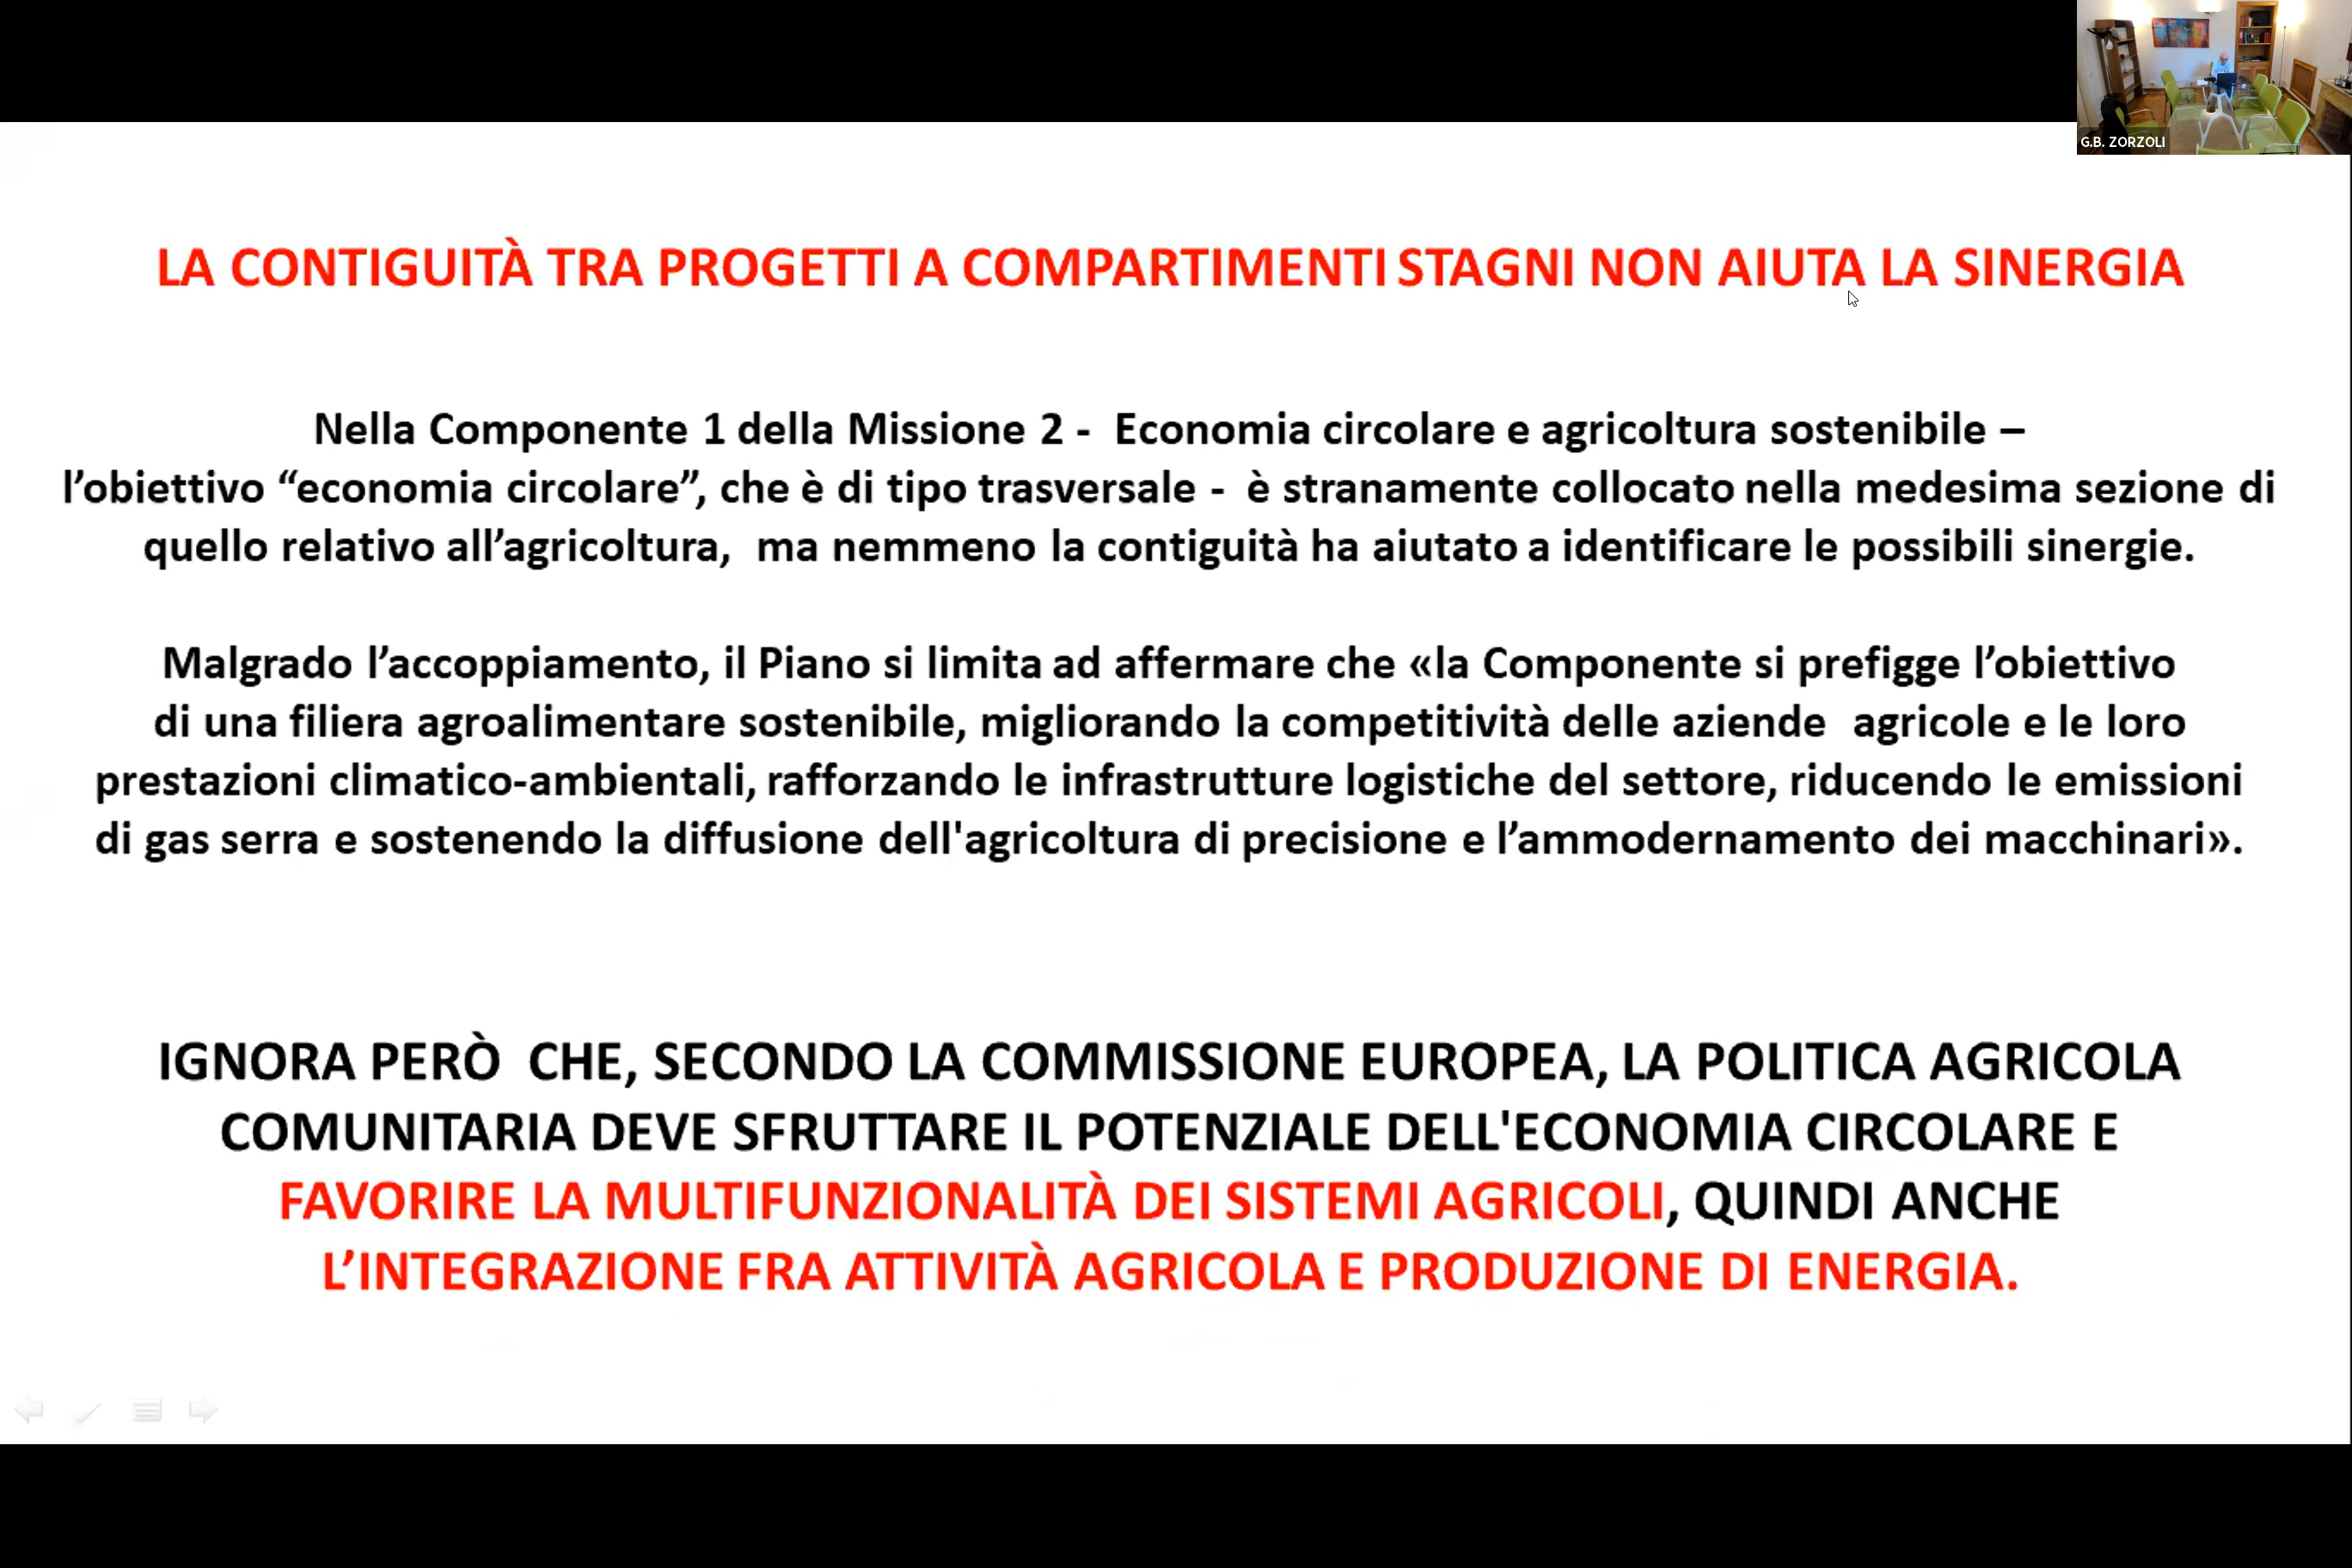 G.B. ZORZOLI
LA CONTIGUITÀ TRA PROGETTI A COMPARTIMENTI STAGNI NON AIUTA LA SINERGIA
Nella Componente 1 della Missione 2 - Economia circolare e agricoltura sostenibile –
l’obiettivo “economia circolare”, che è di tipo trasversale - è stranamente collocato nella medesima sezione di
quello relativo all’agricoltura, ma nemmeno la contiguità ha aiutato a identificare le possibili sinergie.
Malgrado l’accoppiamento, il Piano si limita ad affermare che «la Componente si prefigge l’obiettivo
di una filiera agroalimentare sostenibile, migliorando la competitività delle aziende agricole e le loro
prestazioni climatico-ambientali, rafforzando le infrastrutture logistiche del settore, riducendo le emissioni
di gas serra e sostenendo la diffusione dell'agricoltura di precisione e l’ammodernamento dei macchinari».
IGNORA PERÒ CHE, SECONDO LA COMMISSIONE EUROPEA, LA POLITICA AGRICOLA
COMUNITARIA DEVE SFRUTTARE IL POTENZIALE DELL'ECONOMIA CIRCOLARE E
FAVORIRE LA MULTIFUNZIONALITÀ DEI SISTEMI AGRICOLI, QUINDI ANCHE
L’INTEGRAZIONE FRA ATTIVITÀ AGRICOLA E PRODUZIONE DI ENERGIA.